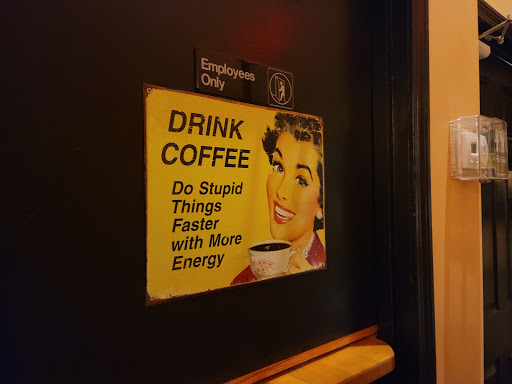 Employees
Only
DRINK
COFFEE
Do Stupid
Things
Faster
with More
Energy